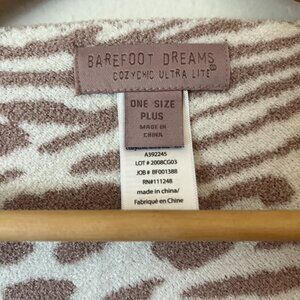 BAREFOOT DREAMS®
COZYCHIC ULTRA LITE®
ONE SIZE
PLUS
MADE IN
CHINA
A392245
LOT # 2008CG03
JOB # BF001388
RN#111248
made in china/
Fabriqué en Chine